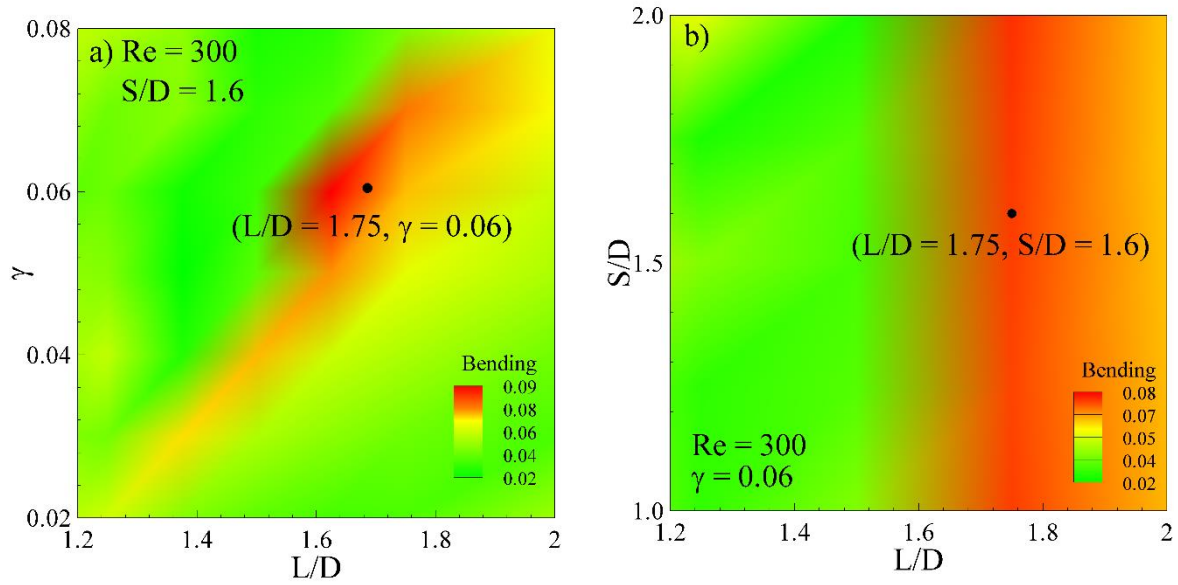 a) Re = 300
S/D = 1.6
0.08
0.06
0.04
0.02
γ
(L/D = 1.75, γ = 0.06)
Bending
0.09
0.08
0.06
0.04
0.02
1.2 1.4 1.6 1.8 2
L/D
b)
2.0
1.5
1.0
S/D
(L/D = 1.75, S/D = 1.6)
Bending
0.08
0.07
0.05
0.04
0.02
Re = 300
γ = 0.06
1.2 1.4 1.6 1.8 2
L/D